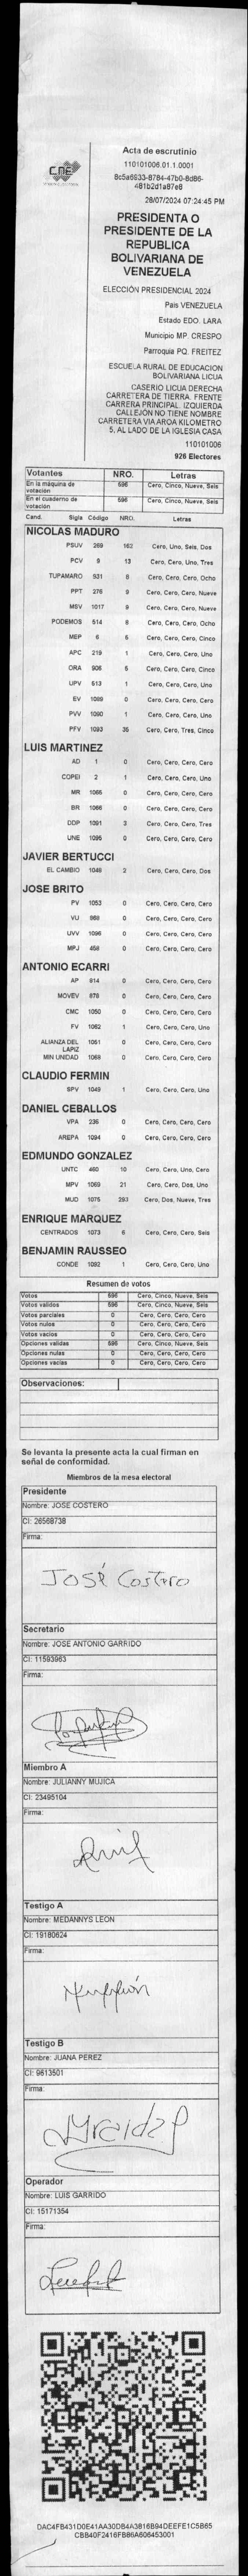 CNE
Acta de escrutinio
110101006.01.1.0001
8c5a6633-8784-47b0-8d86-
481b2d1a87e8
28/07/2024 07:24:45 PM
PRESIDENTA O
PRESIDENTE DE LA
REPUBLICA
BOLIVARIANA DE
VENEZUELA
ELECCIÓN PRESIDENCIAL 2024
Pais VENEZUELA
Estado EDO. LARA
Municipio MP. CRESPO
Parroquia PQ. FREITEZ
ESCUELA RURAL DE EDUCACION
BOLIVARIANA LICUA
CASERIO LICUA DERECHA
CARRETERA DE TIERRA. FRENTE
CARRERA PRINCIPAL. IZQUIERDA
CALLEJÓN NO TIENE NOMBRE
CARRETERA VIA AROA KILOMETRO
5, AL LADO DE LA IGLESIA CASA
110101006
926 Electores
Votantes NRO. Letras
En la máquina de votación 596 Cero, Cinco, Nueve, Seis
En el cuaderno de votación 596 Cero, Cinco, Nueve, Seis
Cand. Sigla Código NRO. Letras
NICOLAS MADURO
PSUV 269 162 Cero, Uno, Seis, Dos
PCV 6 13 Cero, Cero, Uno, Tres
TUPAMARO 931 8 Cero, Cero, Cero, Ocho
PPT 276 9 Cero, Cero, Cero, Nueve
MSV 1017 9 Cero, Cero, Cero, Nueve
PODEMOS 514 8 Cero, Cero, Cero, Ocho
MEP 6 5 Cero, Cero, Cero, Cinco
APC 219 1 Cero, Cero, Cero, Uno
ORA 906 5 Cero, Cero, Cero, Cinco
UPV 613 1 Cero, Cero, Cero, Uno
EV 1089 0 Cero, Cero, Cero, Cero
PVV 1090 1 Cero, Cero, Cero, Uno
PFV 1093 35 Cero, Cero, Tres, Cinco
LUIS MARTINEZ
AD 1 0 Cero, Cero, Cero, Cero
COPEI 2 1 Cero, Cero, Cero, Uno
MR 1065 0 Cero, Cero, Cero, Cero
BR 1066 0 Cero, Cero, Cero, Cero
DDP 1091 3 Cero, Cero, Cero, Tres
UNE 1095 0 Cero, Cero, Cero, Cero
JAVIER BERTUCCI
EL CAMBIO 1048 2 Cero, Cero, Cero, Dos
JOSE BRITO
PV 1053 0 Cero, Cero, Cero, Cero
VU 868 0 Cero, Cero, Cero, Cero
UVV 1096 0 Cero, Cero, Cero, Cero
MPJ 458 0 Cero, Cero, Cero, Cero
ANTONIO ECARRI
AP 814 0 Cero, Cero, Cero, Cero
MOVEV 876 0 Cero, Cero, Cero, Cero
CMC 1050 0 Cero, Cero, Cero, Cero
FV 1062 1 Cero, Cero, Cero, Uno
ALIANZA DEL LAPIZ 1051 0 Cero, Cero, Cero, Cero
MIN UNIDAD 1068 0 Cero, Cero, Cero, Cero
CLAUDIO FERMIN
SPV 1049 1 Cero, Cero, Cero, Uno
DANIEL CEBALLOS
VPA 236 0 Cero, Cero, Cero, Cero
AREPA 1094 0 Cero, Cero, Cero, Cero
EDMUNDO GONZALEZ
UNTC 460 10 Cero, Cero, Uno, Cero
MPV 1069 21 Cero, Cero, Dos, Uno
MUD 1075 293 Cero, Dos, Nueve, Tres
ENRIQUE MARQUEZ
CENTRADOS 1073 6 Cero, Cero, Cero, Seis
BENJAMIN RAUSSEO
CONDE 1092 1 Cero, Cero, Cero, Uno
Resumen de votos
Votos 596 Cero, Cinco, Nueve, Seis
Votos validos 596 Cero, Cinco, Nueve, Seis
Votos parciales 0 Cero, Cero, Cero, Cero
Votos nulos 0 Cero, Cero, Cero, Cero
Votos vacios 0 Cero, Cero, Cero, Cero
Opciones validas 596 Cero, Cinco, Nueve, Seis
Opciones nulas 0 Cero, Cero, Cero, Cero
Opciones vacias 0 Cero, Cero, Cero, Cero
Observaciones:
Se levanta la presente acta la cual firman en
señal de conformidad.
Miembros de la mesa electoral
Presidente
Nombre: JOSE COSTERO
CI: 26568738
Firma:
José Costero
Secretario
Nombre: JOSE ANTONIO GARRIDO
CI: 11593963
Firma:
Miembro A
Nombre: JULIANNY MUJICA
CI: 23495104
Firma:
Testigo A
Nombre: MEDANNYS LEON
CI: 19180624
Firma:
Testigo B
Nombre: JUANA PEREZ
CI: 9613501
Firma:
Operador
Nombre: LUIS GARRIDO
CI: 15171354
Firma:
DAC4FB431D0E41AA30DB4A3816B94DEEFE1C5B65
CBB40F2416FB86A606453001